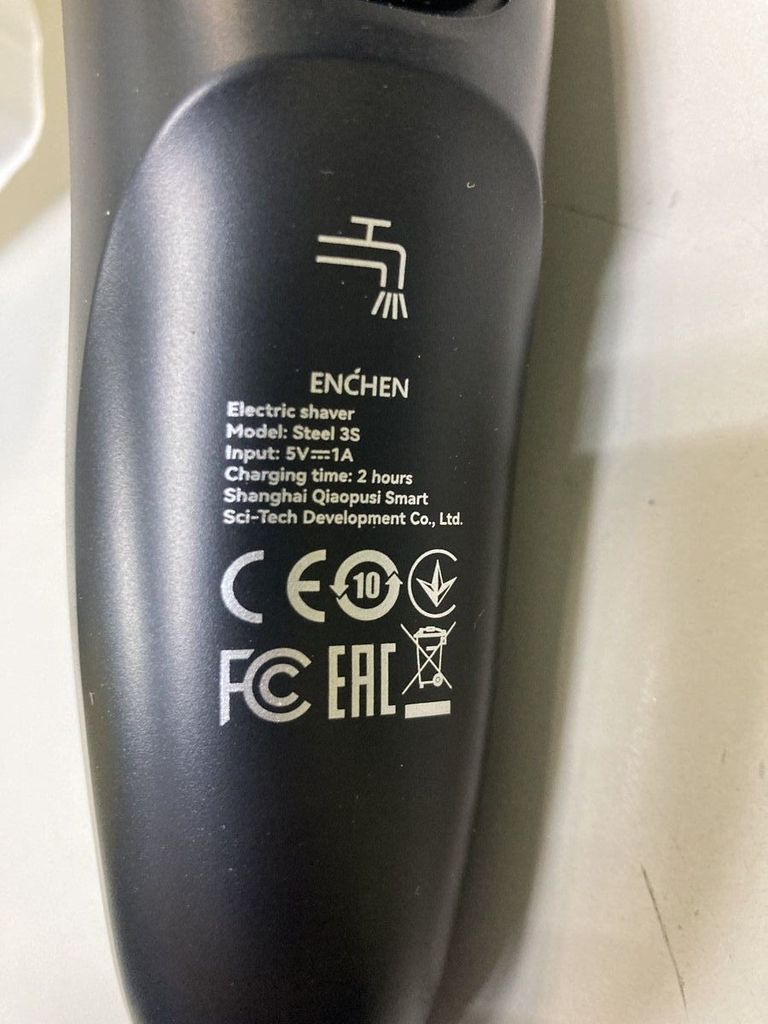 ENCHEN
Electric shaver
Model: Steel 3S
Input: 5V⎓1A
Charging time: 2 hours
Shanghai Qiaopusi Smart
Sci-Tech Development Co., Ltd.
CE 10
FC EAC